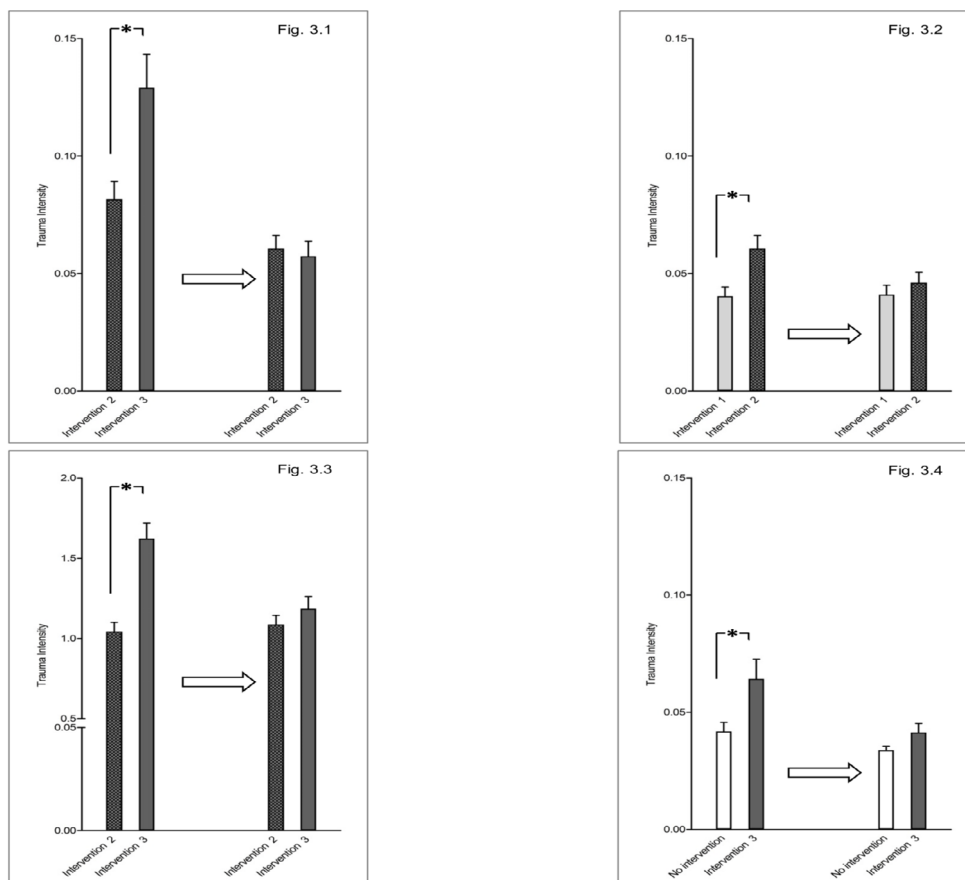 Fig. 3.1
*
0.15
0.10
0.05
0.00
Trauma Intensity
Intervention 2
Intervention 3
Intervention 2
Intervention 3
Fig. 3.2
*
0.15
0.10
0.05
0.00
Trauma Intensity
Intervention 1
Intervention 2
Intervention 1
Intervention 2
Fig. 3.3
*
2.0
1.5
1.0
0.5
0.05
0.00
Trauma Intensity
Intervention 2
Intervention 3
Intervention 2
Intervention 3
Fig. 3.4
*
0.15
0.10
0.05
0.00
Trauma Intensity
No intervention
Intervention 3
No intervention
Intervention 3